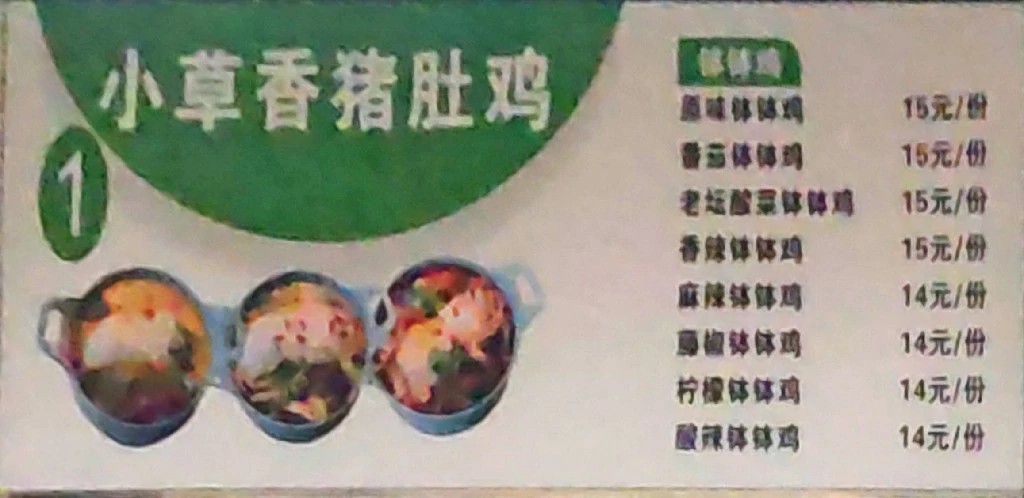 小草香猪肚鸡
1
钵钵鸡
原味钵钵鸡 15元/份
番茄钵钵鸡 15元/份
老坛酸菜钵钵鸡 15元/份
香辣钵钵鸡 15元/份
麻辣钵钵鸡 14元/份
藤椒钵钵鸡 14元/份
柠檬钵钵鸡 14元/份
酸辣钵钵鸡 14元/份